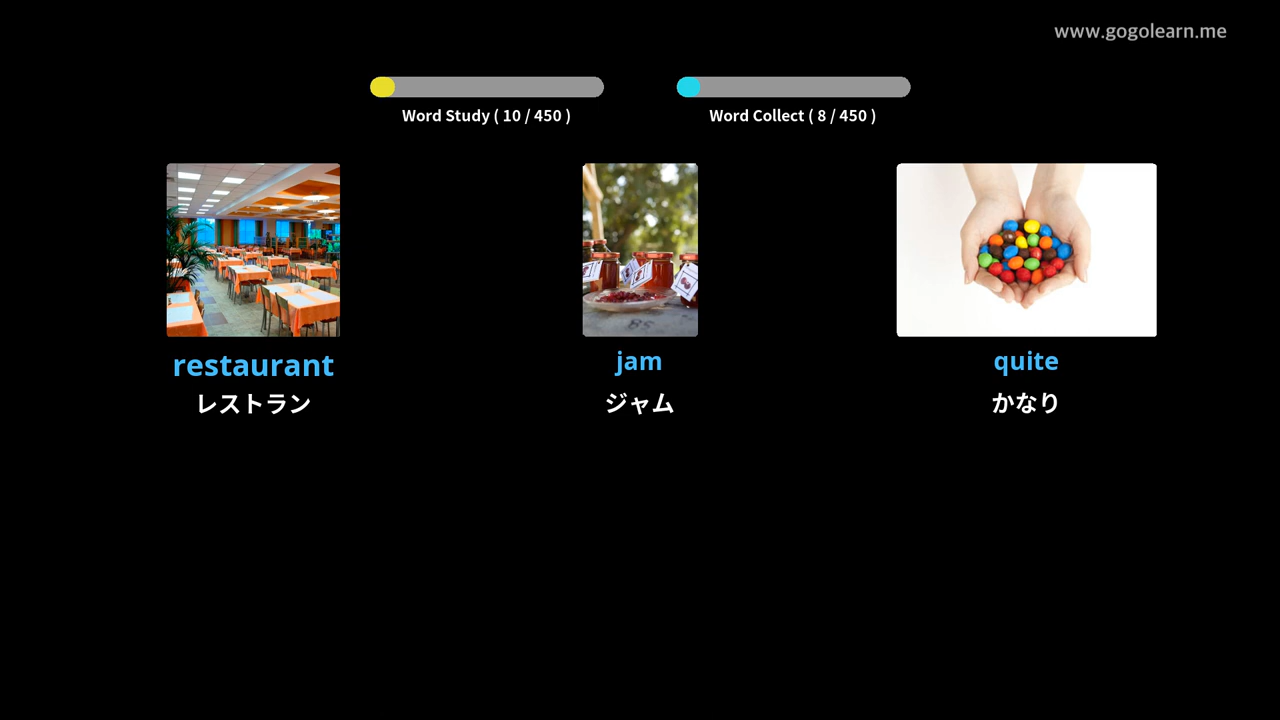 www.gogolearn.me
Word Study ( 10 / 450 )
Word Collect ( 8 / 450 )
restaurant
レストラン
jam
ジャム
quite
かなり